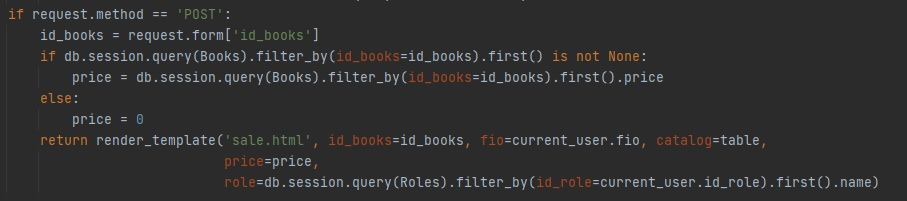 if request.method == 'POST':
    id_books = request.form['id_books']
    if db.session.query(Books).filter_by(id_books=id_books).first() is not None:
        price = db.session.query(Books).filter_by(id_books=id_books).first().price
    else:
        price = 0
    return render_template('sale.html', id_books=id_books, fio=current_user.fio, catalog=table,
                           price=price,
                           role=db.session.query(Roles).filter_by(id_role=current_user.id_role).first().name)